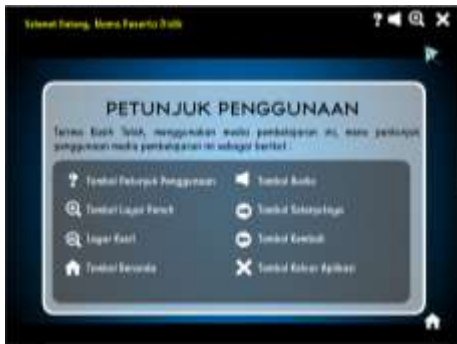 Selamat Datang, Nama Peserta Didik
PETUNJUK PENGGUNAAN
Terima Kasih Telah menggunakan media pembelajaran ini, menu petunjuk
penggunaan media pembelajaran ini sebagai berikut :
? Tombol Petunjuk Penggunaan
Tombol Audio
Tombol Layar Penuh
Tombol Selanjutnya
Layar Kecil
Tombol Kembali
Tombol Beranda
Tombol Keluar Aplikasi